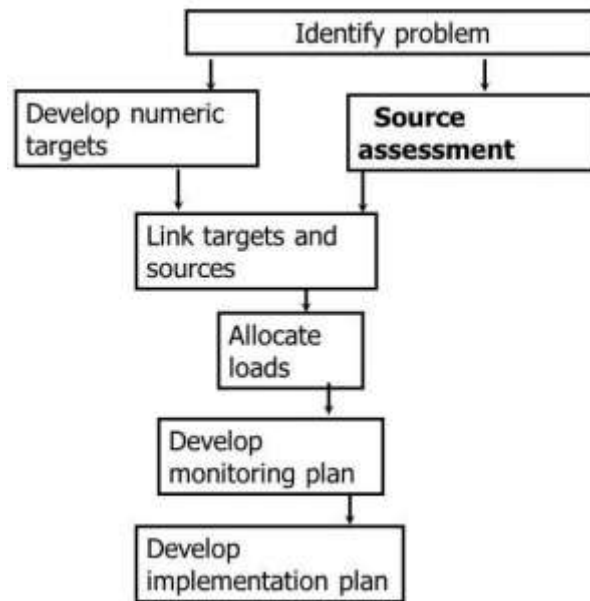 Identify problem
Develop numeric
targets
Source
assessment
Link targets and
sources
Allocate
loads
Develop
monitoring plan
Develop
implementation plan